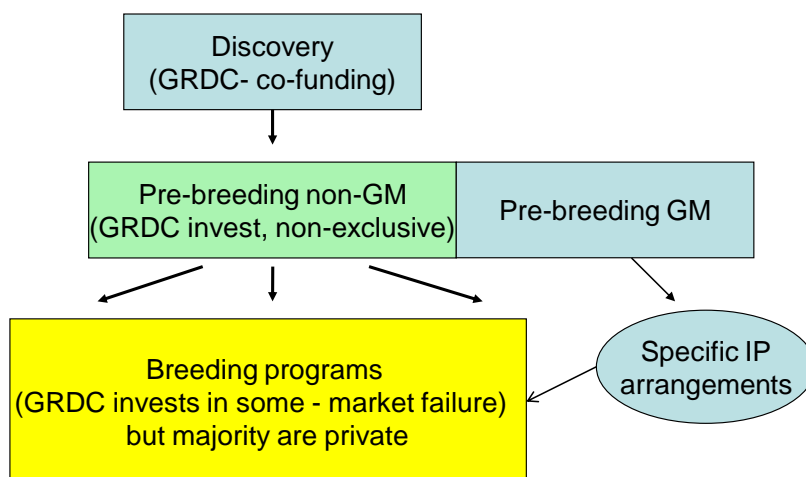 Discovery
(GRDC- co-funding)
Pre-breeding non-GM
(GRDC invest, non-exclusive)
Pre-breeding GM
Breeding programs
(GRDC invests in some - market failure)
but majority are private
Specific IP
arrangements